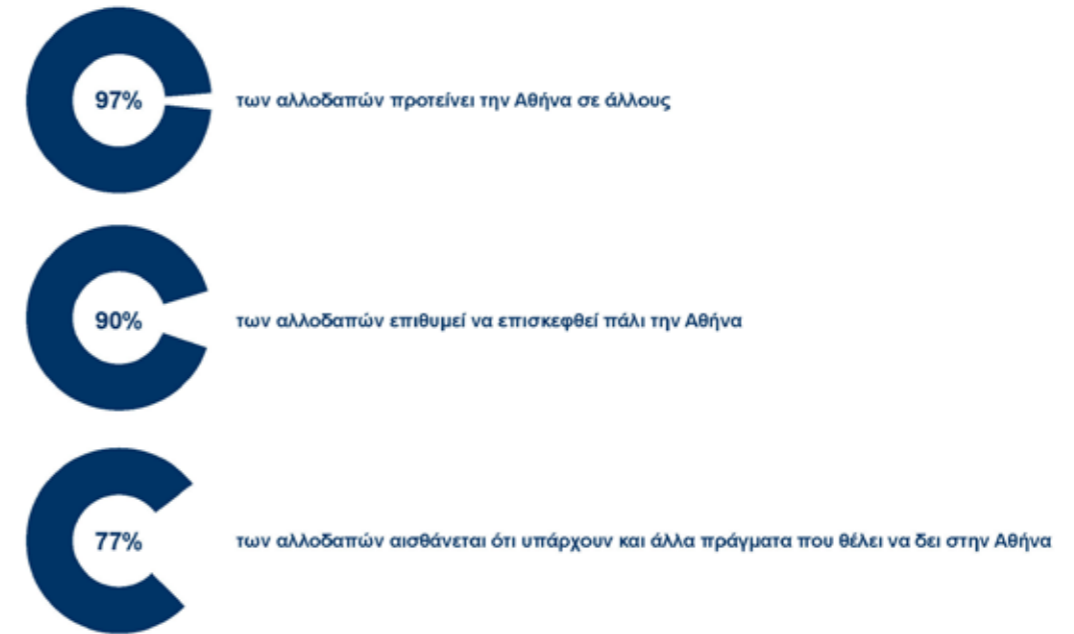 97%
των αλλοδαπών προτείνει την Αθήνα σε άλλους
90%
των αλλοδαπών επιθυμεί να επισκεφθεί πάλι την Αθήνα
77%
των αλλοδαπών αισθάνεται ότι υπάρχουν και άλλα πράγματα που θέλει να δει στην Αθήνα